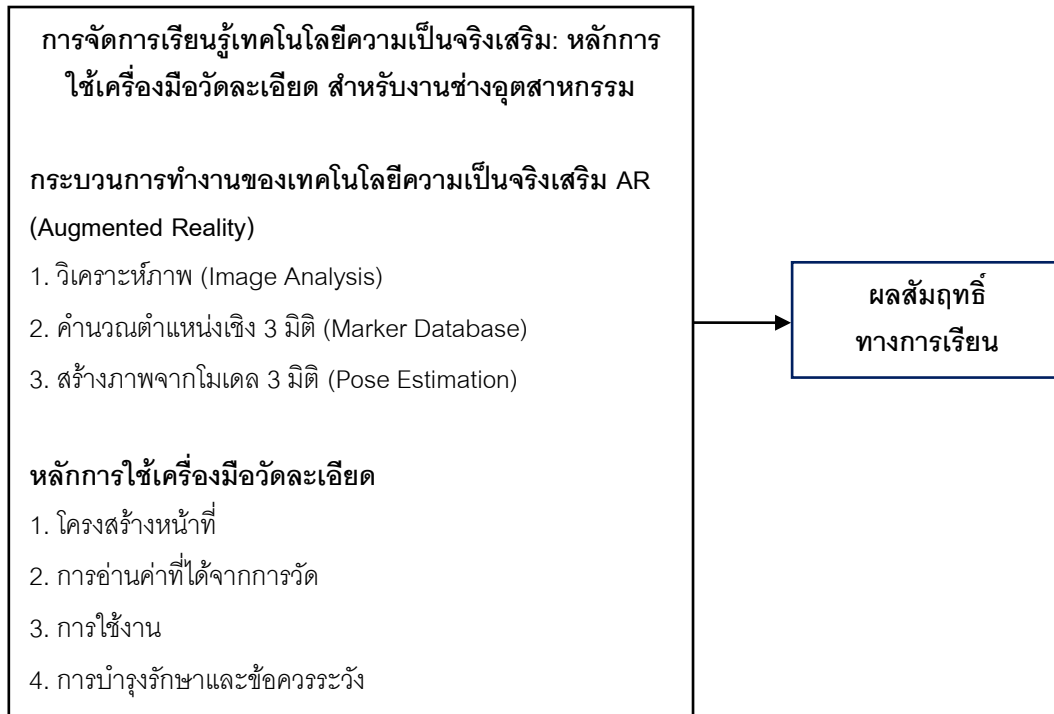 การจัดการเรียนรู้เทคโนโลยีความเป็นจริงเสริม: หลักการ
ใช้เครื่องมือวัดละเอียด สำหรับงานช่างอุตสาหกรรม
กระบวนการทำงานของเทคโนโลยีความเป็นจริงเสริม AR
(Augmented Reality)
1. วิเคราะห์ภาพ (Image Analysis)
2. คำนวณตำแหน่งเชิง 3 มิติ (Marker Database)
3. สร้างภาพจากโมเดล 3 มิติ (Pose Estimation)
หลักการใช้เครื่องมือวัดละเอียด
1. โครงสร้างหน้าที่
2. การอ่านค่าที่ได้จากการวัด
3. การใช้งาน
4. การบำรุงรักษาและข้อควรระวัง
ผลสัมฤทธิ์
ทางการเรียน